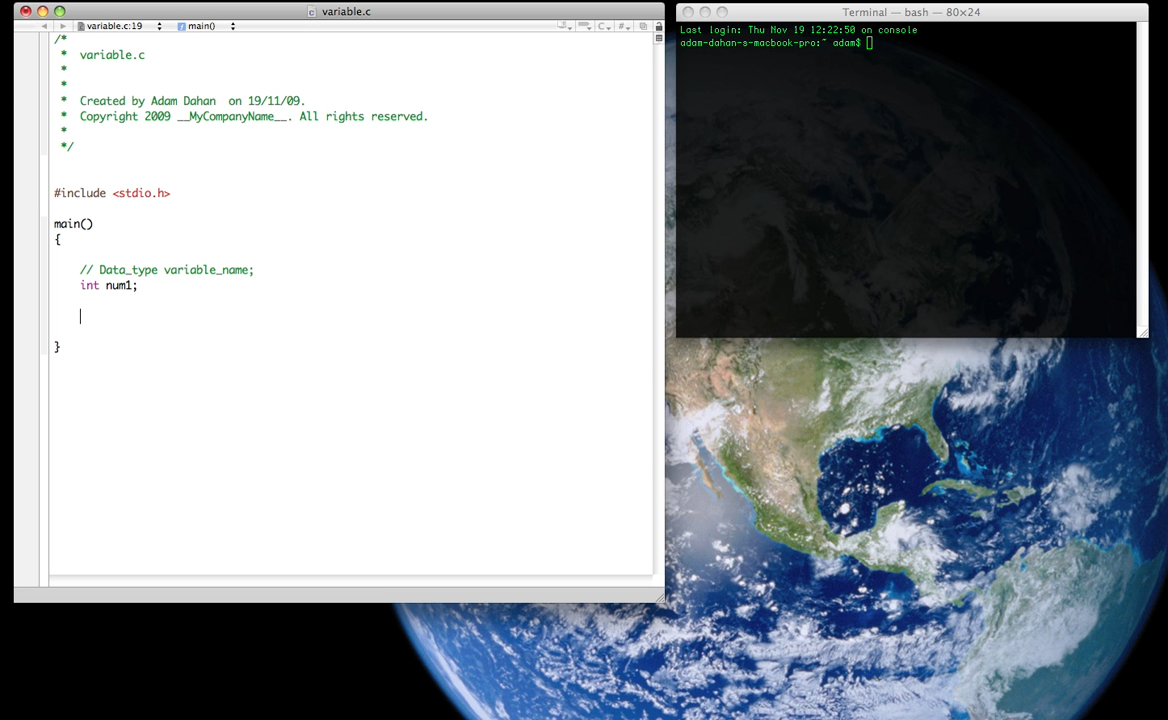 variable.c
variable.c:19 main()
/*
* variable.c
*
*
* Created by Adam Dahan on 19/11/09.
* Copyright 2009 __MyCompanyName__. All rights reserved.
*
*/
#include <stdio.h>
main()
{
// Data_type variable_name;
int num1;
}
Terminal — bash — 80×24
Last login: Thu Nov 19 12:22:50 on console
adam-dahan-s-macbook-pro:~ adam$